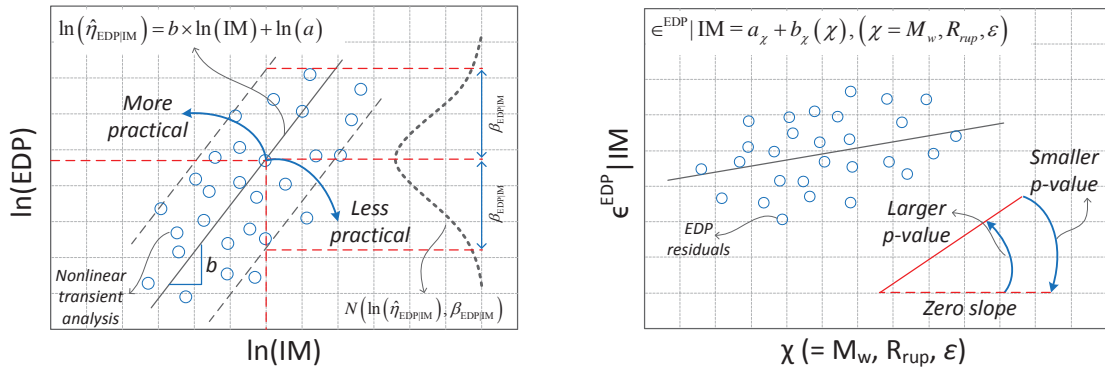 ln(η̂_EDP|IM) = b × ln(IM) + ln(a)
More
practical
Less
practical
b
Nonlinear
transient
analysis
N(ln(η̂_EDP|IM), β_EDP|IM)
β_EDP|IM
β_EDP|IM
ln(EDP)
ln(IM)
∈^EDP | IM = a_χ + b_χ(χ), (χ = M_w, R_rup, ε)
Smaller
p-value
Larger
p-value
EDP
residuals
Zero slope
ϵ^EDP|IM
χ (= M_w, R_rup, ε)